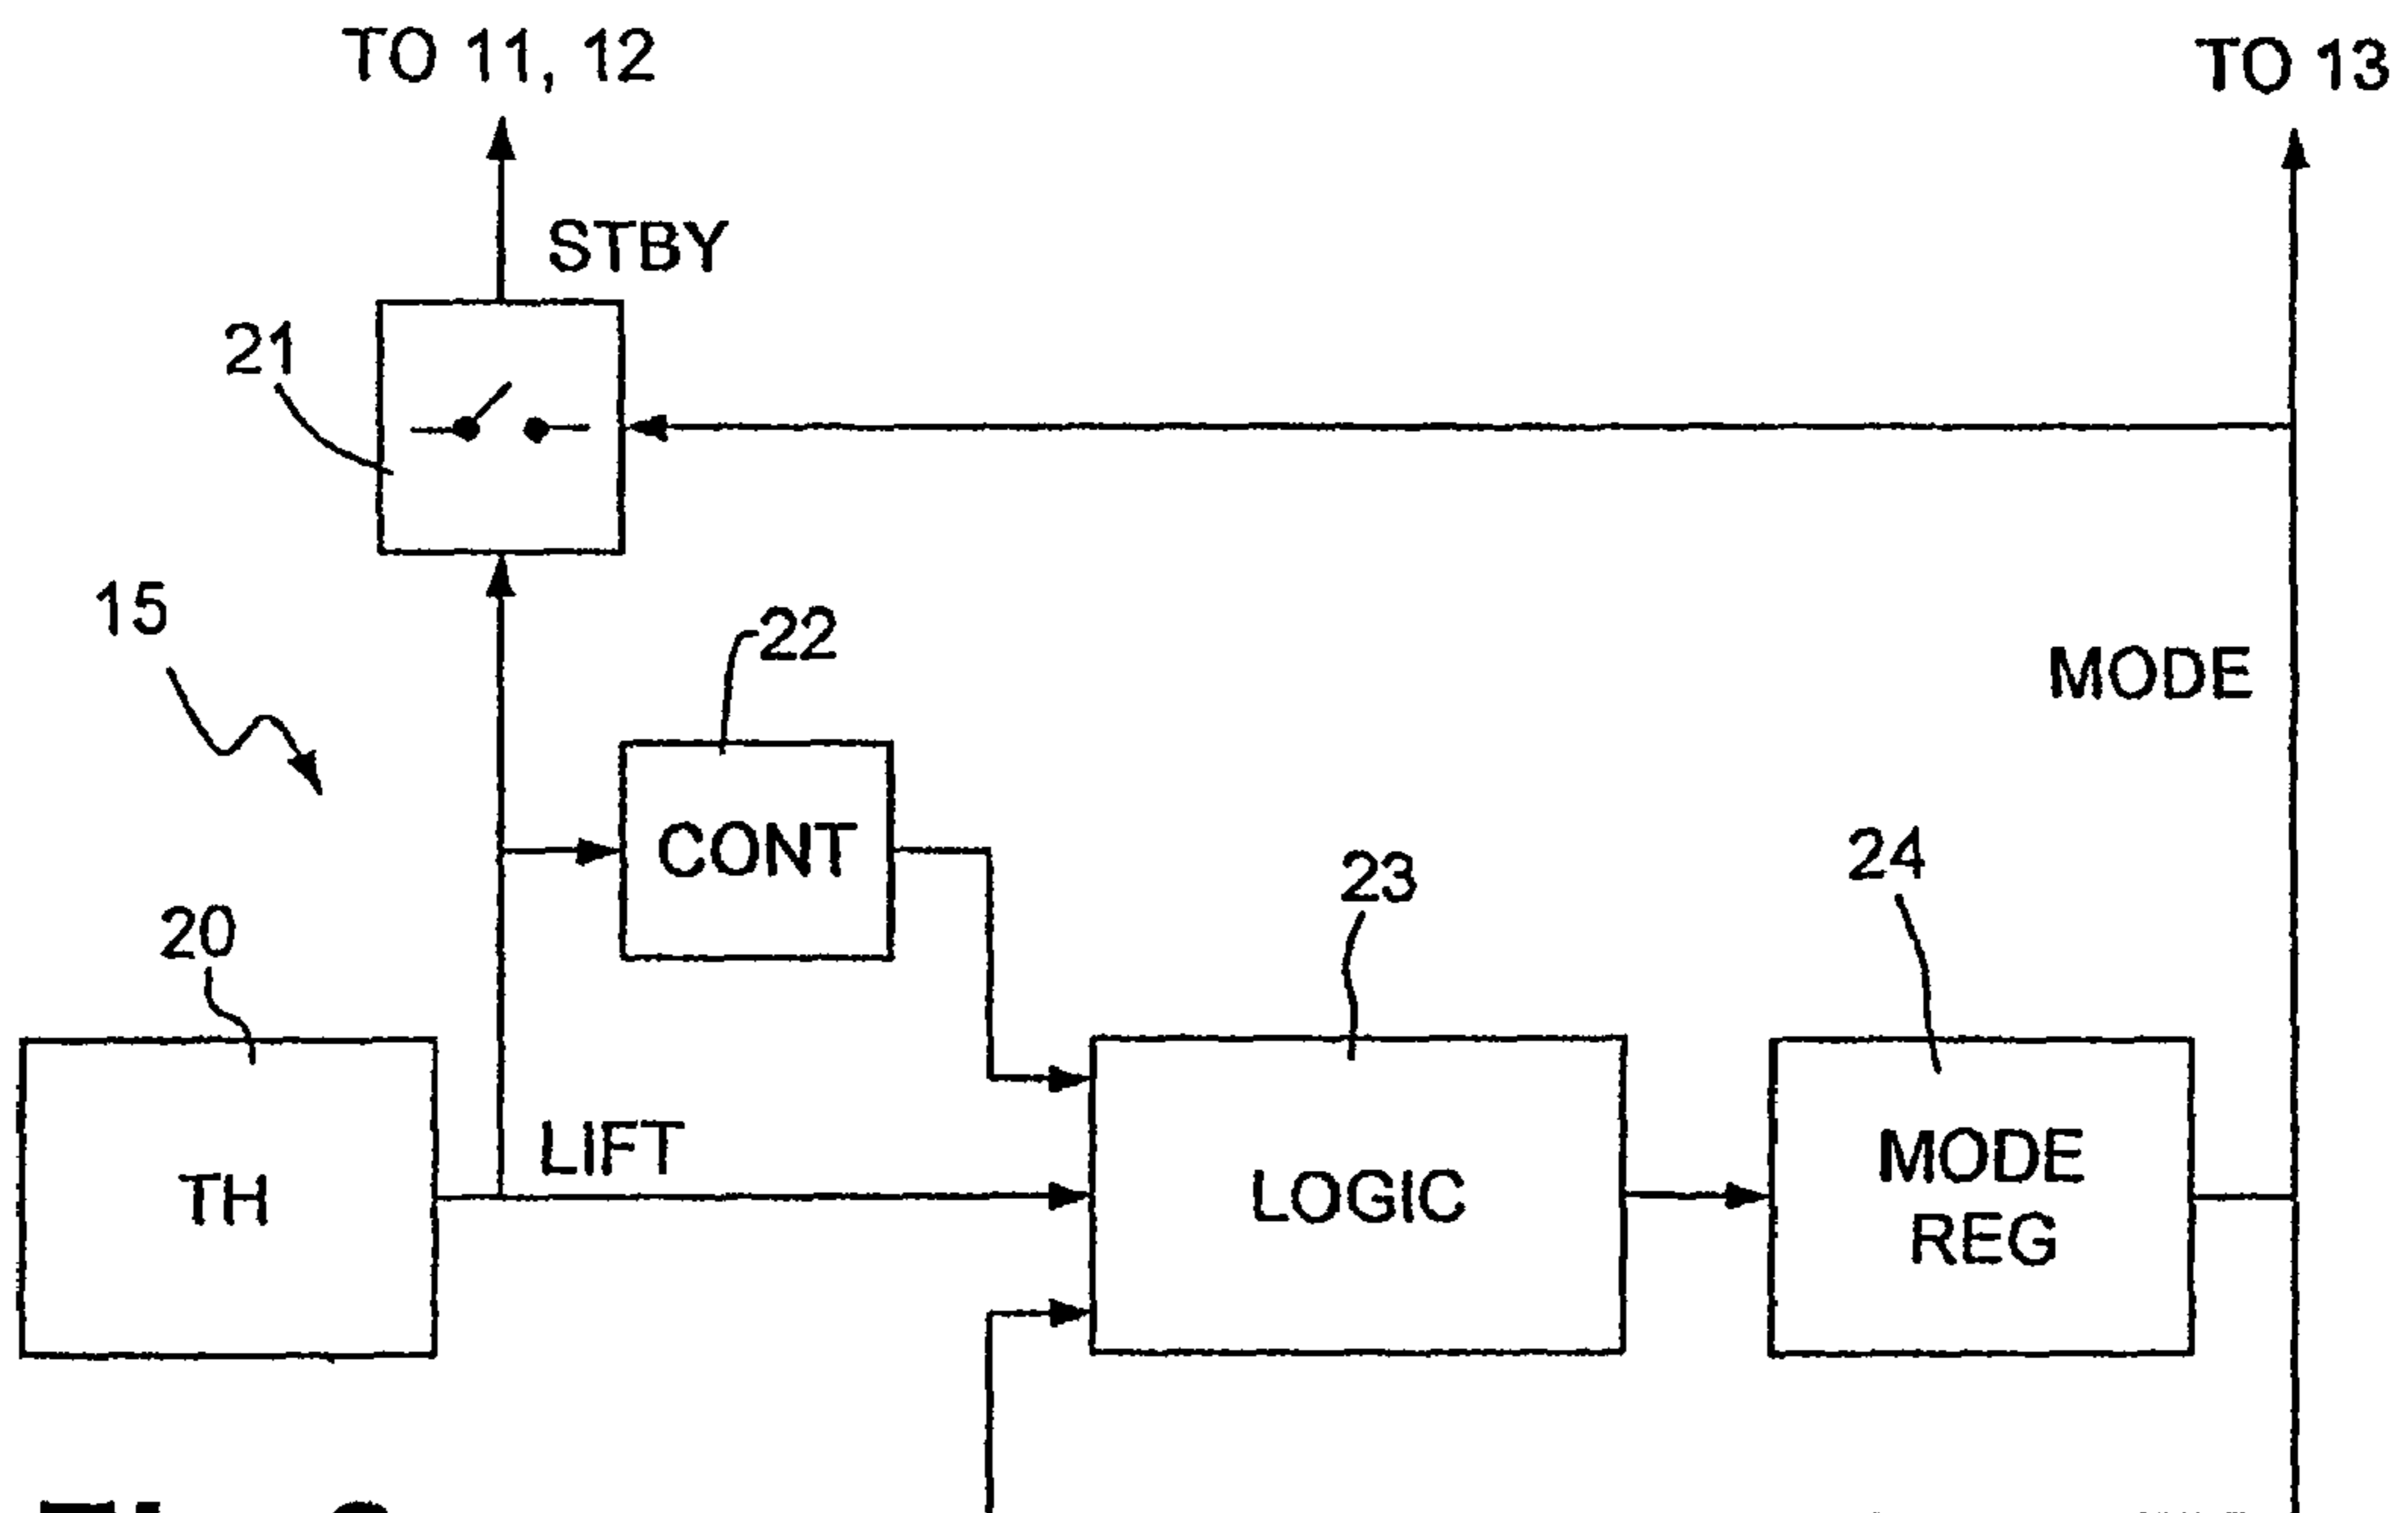 TO 11, 12
TO 13
STBY
21
15
22
MODE
CONT
23
24
20
LIFT
TH
LOGIC
MODE
REG